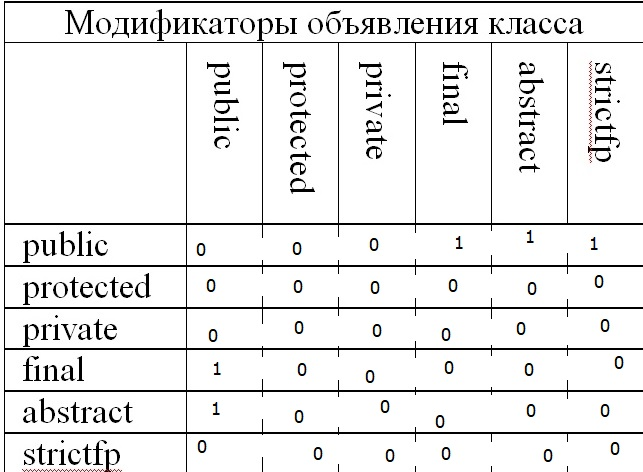 Модификаторы объявления класса
public protected private final abstract strictfp
public 0 0 0 1 1 1
protected 0 0 0 0 0 0
private 0 0 0 0 0 0
final 1 0 0 0 0 0
abstract 1 0 0 0 0 0
strictfp 0 0 0 0 0 0